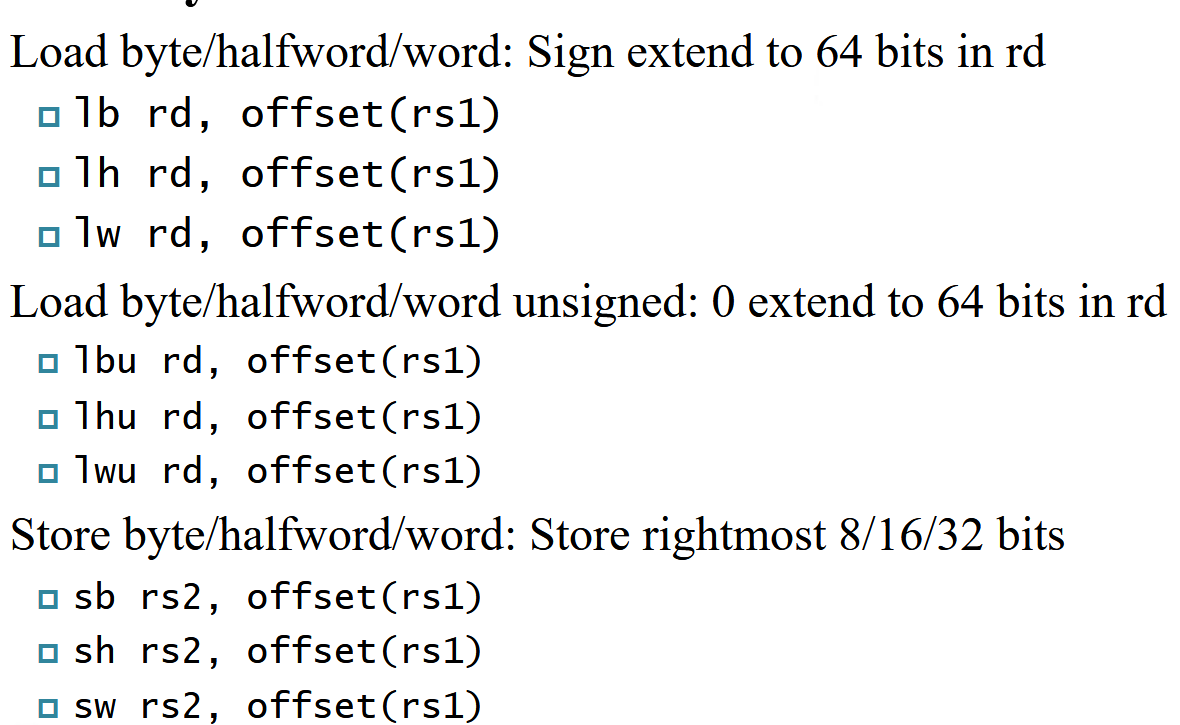 Load byte/halfword/word: Sign extend to 64 bits in rd
lb rd, offset(rs1)
lh rd, offset(rs1)
lw rd, offset(rs1)
Load byte/halfword/word unsigned: 0 extend to 64 bits in rd
lbu rd, offset(rs1)
lhu rd, offset(rs1)
lwu rd, offset(rs1)
Store byte/halfword/word: Store rightmost 8/16/32 bits
sb rs2, offset(rs1)
sh rs2, offset(rs1)
sw rs2, offset(rs1)